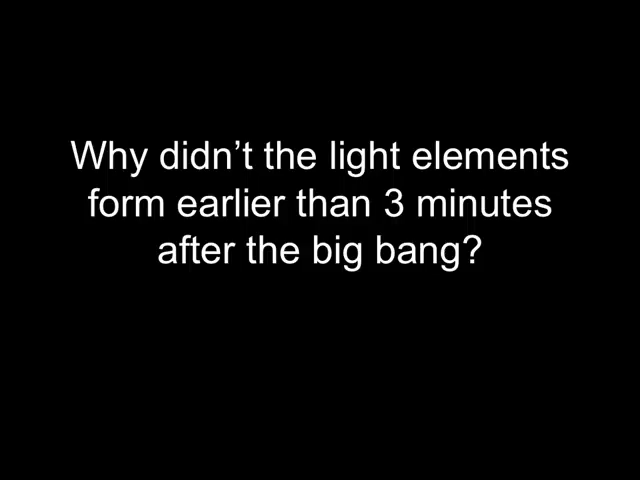 Why didn’t the light elements
form earlier than 3 minutes
after the big bang?